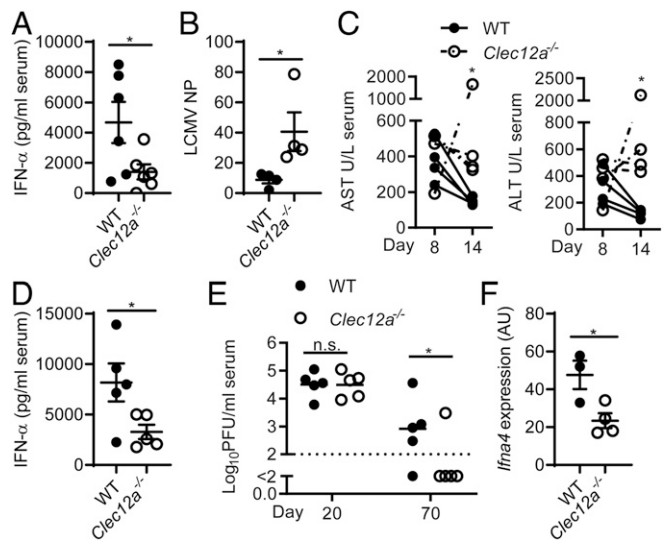 A
IFN-α (pg/ml serum)
10000
8000
6000
4000
2000
0
*
WT
Clec12a-/-
B
LCMV NP
100
80
60
40
20
0
*
WT
Clec12a-/-
C
WT
Clec12a-/-
AST U/L serum
2000
1000
600
400
200
0
*
Day 8 14
ALT U/L serum
2500
2000
1500
1000
600
400
200
0
*
8 14
D
IFN-α (pg/ml serum)
15000
10000
5000
0
*
WT
Clec12a-/-
E
WT
Clec12a-/-
Log10PFU/ml serum
6
5
4
3
2
<2
0.0
n.s.
*
Day 20 70
F
Ifna4 expression (AU)
80
60
40
20
0
*
WT
Clec12a-/-